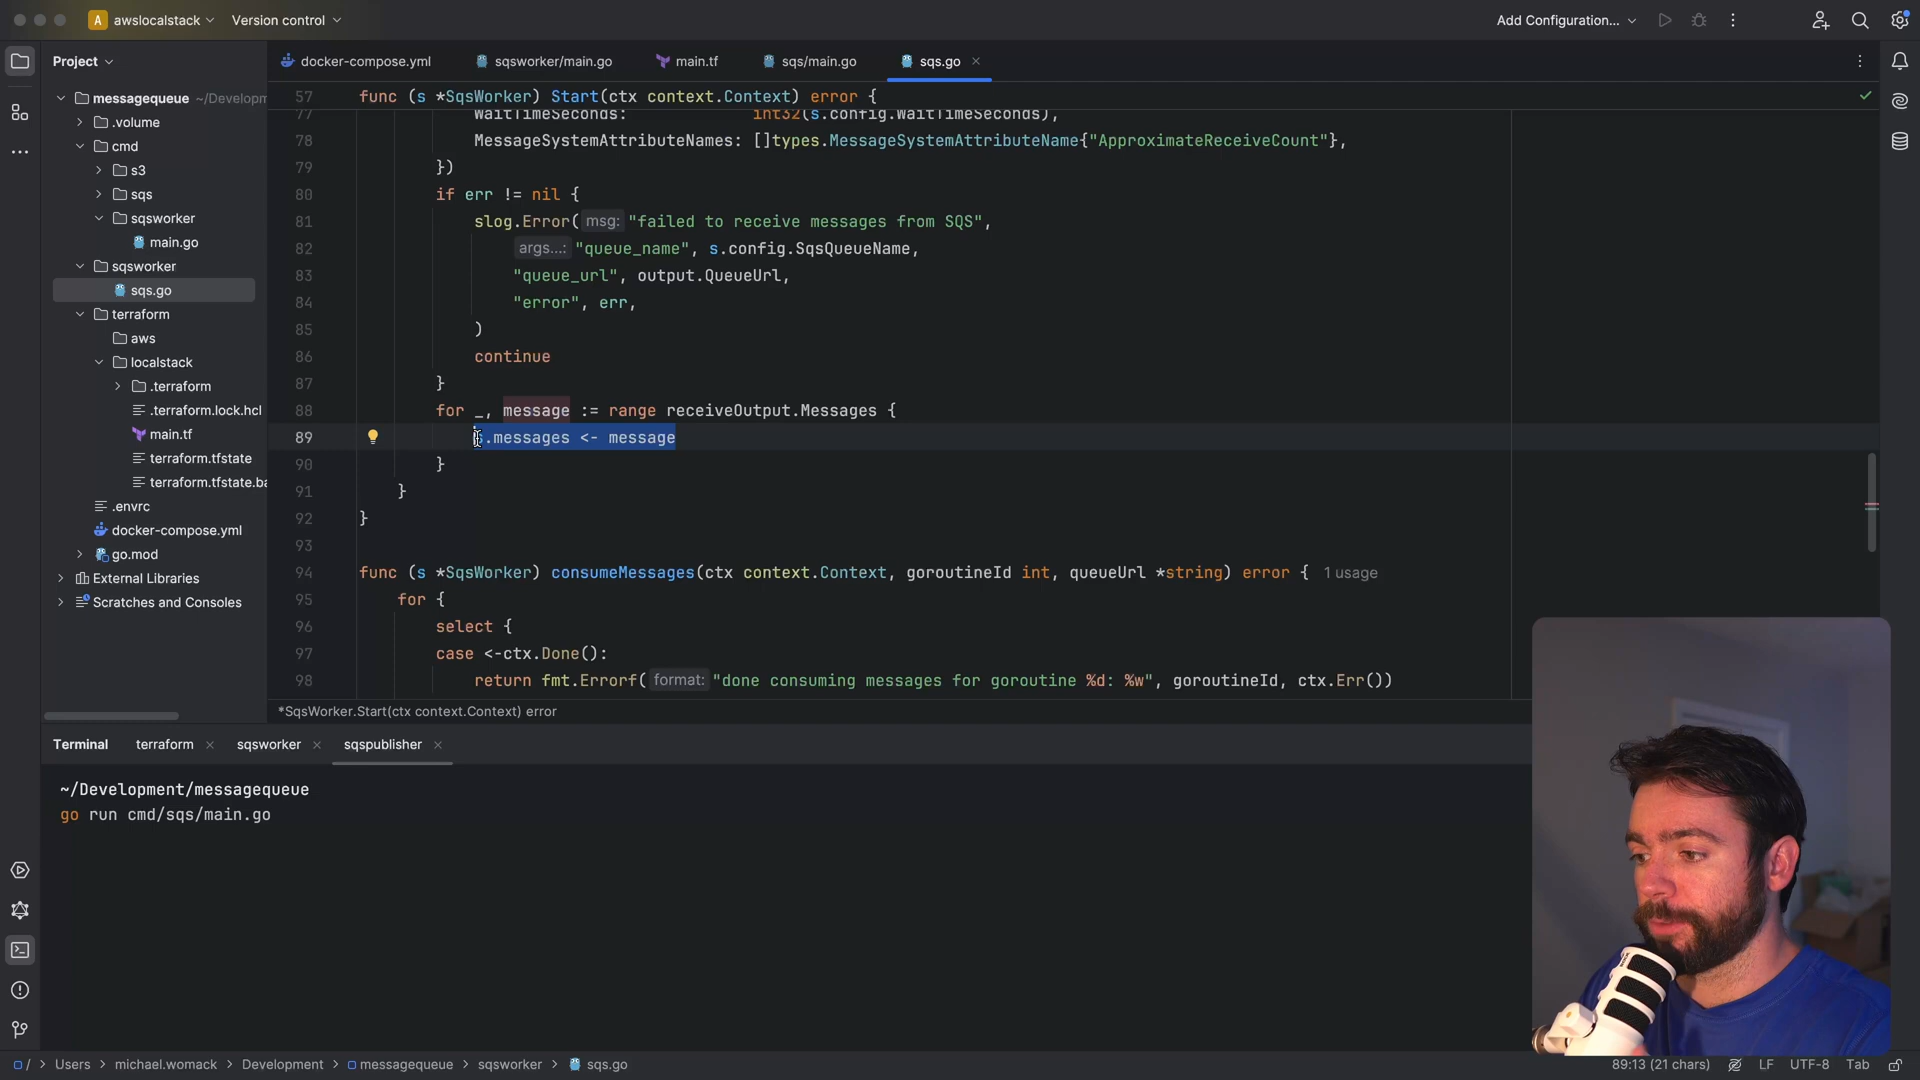 A awslocalstack Version control Add Configuration...
Project
docker-compose.yml sqsworker/main.go main.tf sqs/main.go sqs.go
messagequeue ~/Developm
.volume
cmd
s3
sqs
sqsworker
main.go
sqsworker
sqs.go
terraform
aws
localstack
.terraform
.terraform.lock.hcl
main.tf
terraform.tfstate
terraform.tfstate.ba
.envrc
docker-compose.yml
go.mod
External Libraries
Scratches and Consoles
57 func (s *SqsWorker) Start(ctx context.Context) error {
77 WaitTimeSeconds: int32(s.config.WaitTimeSeconds),
78 MessageSystemAttributeNames: []types.MessageSystemAttributeName{"ApproximateReceiveCount"},
79 })
80 if err != nil {
81 slog.Error( msg: "failed to receive messages from SQS",
82 args...: "queue_name", s.config.SqsQueueName,
83 "queue_url", output.QueueUrl,
84 "error", err,
85 )
86 continue
87 }
88 for _, message := range receiveOutput.Messages {
89 s.messages <- message
90 }
91 }
92 }
93
94 func (s *SqsWorker) consumeMessages(ctx context.Context, goroutineId int, queueUrl *string) error { 1 usage
95 for {
96 select {
97 case <-ctx.Done():
98 return fmt.Errorf( format: "done consuming messages for goroutine %d: %w", goroutineId, ctx.Err())
*SqsWorker.Start(ctx context.Context) error
Terminal terraform sqsworker sqspublisher
~/Development/messagequeue
go run cmd/sqs/main.go
/ > Users > michael.womack > Development > messagequeue > sqsworker > sqs.go 89:13 (21 chars) LF UTF-8 Tab